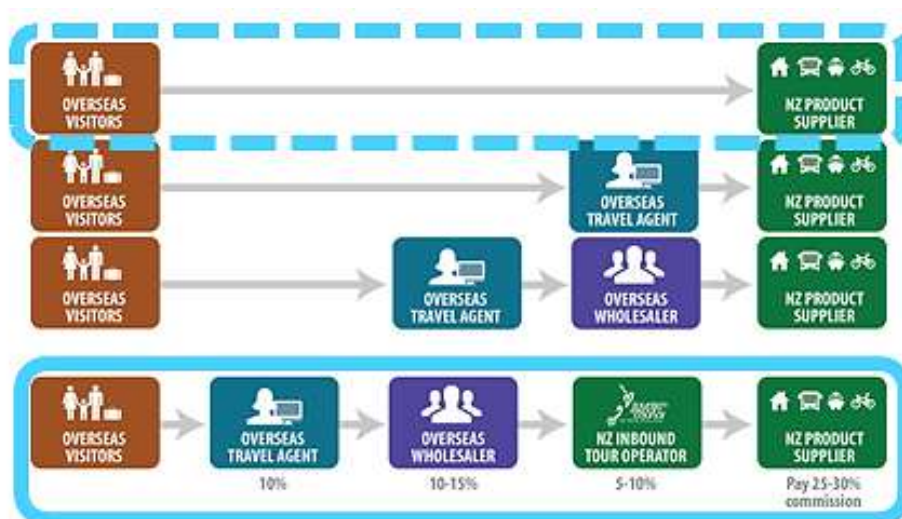 OVERSEAS
VISITORS
NZ PRODUCT
SUPPLIER
OVERSEAS
VISITORS
OVERSEAS
TRAVEL AGENT
NZ PRODUCT
SUPPLIER
OVERSEAS
VISITORS
OVERSEAS
TRAVEL AGENT
OVERSEAS
WHOLESALER
NZ PRODUCT
SUPPLIER
OVERSEAS
VISITORS
OVERSEAS
TRAVEL AGENT
10%
OVERSEAS
WHOLESALER
10-15%
NZ INBOUND
TOUR OPERATOR
5-10%
NZ PRODUCT
SUPPLIER
Pay 25-30%
commission